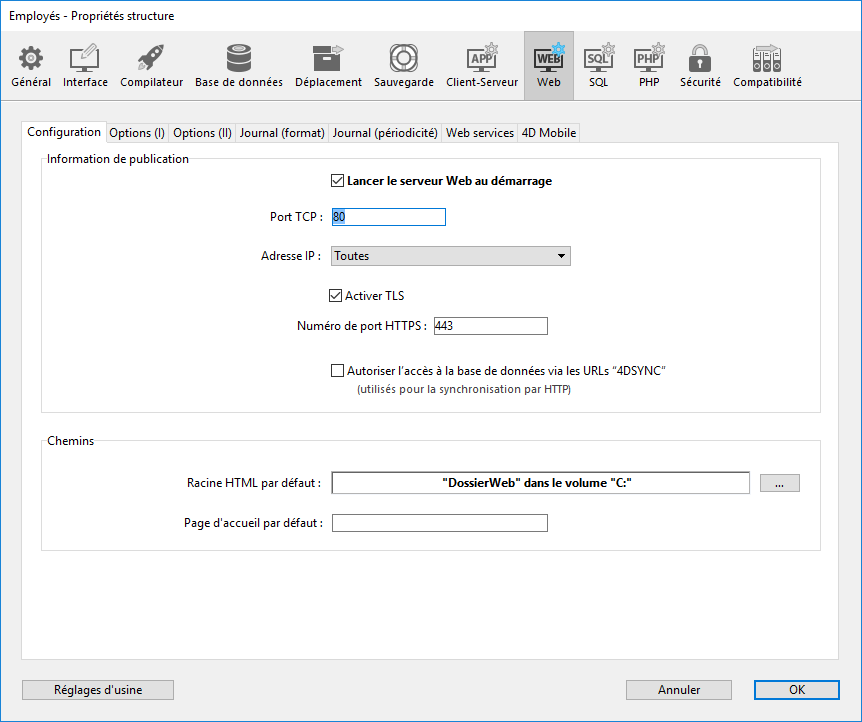 Employés - Propriétés structure
APP WEB SQL PHP
Général Interface Compilateur Base de données Déplacement Sauvegarde Client-Serveur Web SQL PHP Sécurité Compatibilité
Configuration Options (I) Options (II) Journal (format) Journal (périodicité) Web services 4D Mobile
Information de publication
Lancer le serveur Web au démarrage
Port TCP : 80
Adresse IP : Toutes
Activer TLS
Numéro de port HTTPS : 443
Autoriser l'accès à la base de données via les URLs "4DSYNC"
(utilisés pour la synchronisation par HTTP)
Chemins
Racine HTML par défaut : "DossierWeb" dans le volume "C:" ...
Page d'accueil par défaut :
Réglages d'usine Annuler OK